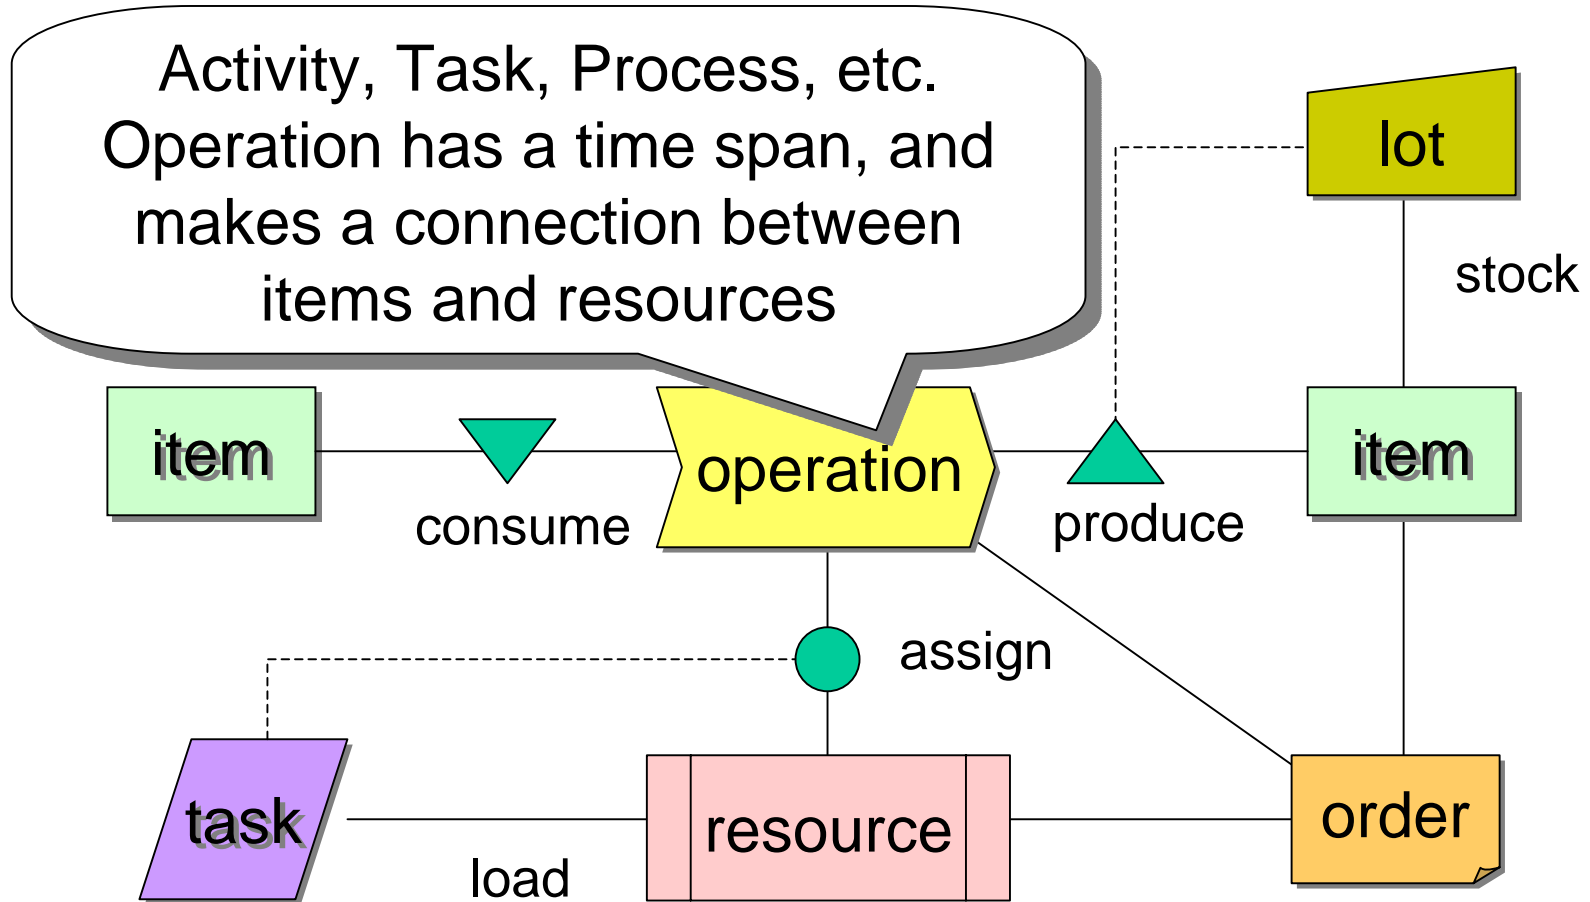 Activity, Task, Process, etc.
Operation has a time span, and
makes a connection between
items and resources
lot
stock
item
operation
item
consume
produce
assign
task
resource
order
load